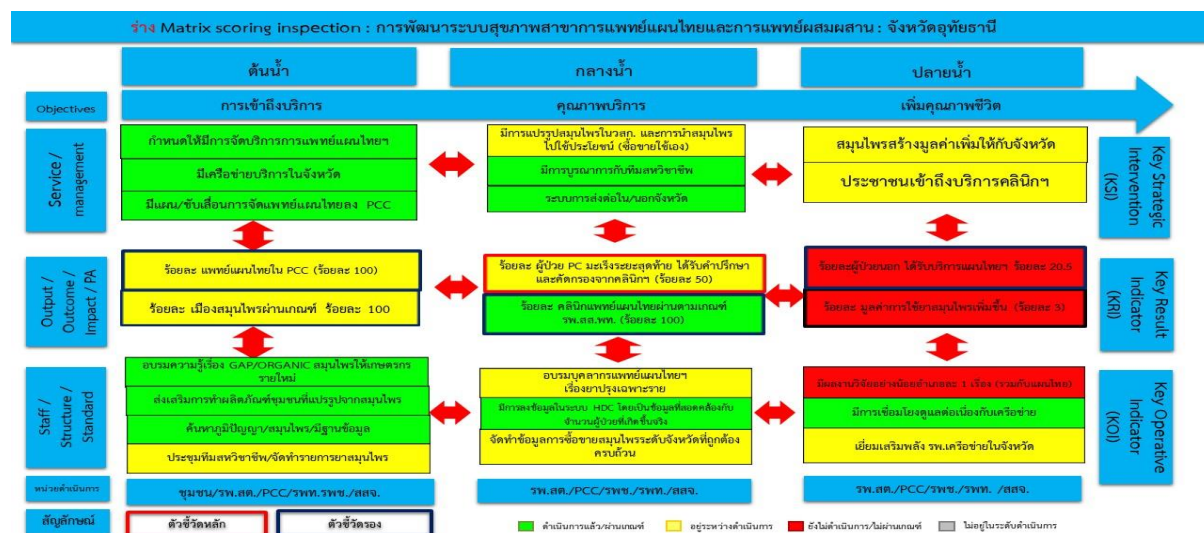 ร่าง Matrix scoring inspection : การพัฒนาระบบสุขภาพสาขาการแพทย์แผนไทยและการแพทย์ผสมผสาน : จังหวัดอุทัยธานี
ต้นน้ำ
กลางน้ำ
ปลายน้ำ
Objectives
การเข้าถึงบริการ
คุณภาพบริการ
เพิ่มคุณภาพชีวิต
Service /
management
กำหนดให้มีการจัดบริการการแพทย์แผนไทยฯ
มีเครือข่ายบริการในจังหวัด
มีแผน/ขับเลื่อนการจัดแพทย์แผนไทยลง PCC
มีการแปรรูปสมุนไพรในวสก. และการนำสมุนไพร
ไปใช้ประโยชน์ (ซื้อขายใช้เอง)
มีการบูรณาการกับทีมสหวิชาชีพ
ระบบการส่งต่อใน/นอกจังหวัด
สมุนไพรสร้างมูลค่าเพิ่มให้กับจังหวัด
ประชาชนเข้าถึงบริการคลินิกฯ
Key Strategic
Intervention
(KSI)
Output /
Outcome /
Impact / PA
ร้อยละ แพทย์แผนไทยใน PCC (ร้อยละ 100)
ร้อยละ เมืองสมุนไพรผ่านเกณฑ์ ร้อยละ 100
ร้อยละ ผู้ป่วย PC มะเร็งระยะสุดท้าย ได้รับคำปรึกษา
และคัดกรองจากคลินิกฯ (ร้อยละ 50)
ร้อยละ คลินิกแพทย์แผนไทยผ่านตามเกณฑ์
รพ.สส.พท. (ร้อยละ 100)
ร้อยละผู้ป่วยนอก ได้รับบริการแผนไทยฯ ร้อยละ 20.5
ร้อยละ มูลค่าการใช้ยาสมุนไพรเพิ่มขึ้น (ร้อยละ 3)
Key Result
Indicator
(KRI)
Staff /
Structure /
Standard
อบรมความรู้เรื่อง GAP/ORGANIC สมุนไพรให้เกษตรกร
รายใหม่
ส่งเสริมการทำผลิตภัณฑ์ชุมชนที่แปรรูปจากสมุนไพร
ค้นหาภูมิปัญญา/สมุนไพร/มีฐานข้อมูล
ประชุมทีมสหวิชาชีพ/จัดทำรายการยาสมุนไพร
อบรมบุคลากรแพทย์แผนไทยฯ
เรื่องยาปรุงเฉพาะราย
มีการลงข้อมูลในระบบ HDC โดยเป็นข้อมูลที่สอดคล้องกับ
จำนวนผู้ป่วยที่เกิดขึ้นจริง
จัดทำข้อมูลการซื้อขายสมุนไพรระดับจังหวัดที่ถูกต้อง
ครบถ้วน
มีผลงานวิจัยอย่างน้อยอำเภอละ 1 เรื่อง (รวมกับแผนไทย)
มีการเชื่อมโยงดูแลต่อเนื่องกับเครือข่าย
เยี่ยมเสริมพลัง รพ.เครือข่ายในจังหวัด
Key Operative
Indicator
(KOI)
หน่วยดำเนินการ
ชุมชน/รพ.สต./PCC/รพท.รพช./สสจ.
รพ.สต./PCC/รพช./รพท./สสจ.
รพ.สต./PCC/รพช./รพท. /สสจ.
สัญลักษณ์
ตัวชี้วัดหลัก
ตัวชี้วัดรอง
ดำเนินการแล้ว/ผ่านเกณฑ์
อยู่ระหว่างดำเนินการ
ยังไม่ดำเนินการ/ไม่ผ่านเกณฑ์
ไม่อยู่ในระดับดำเนินการ